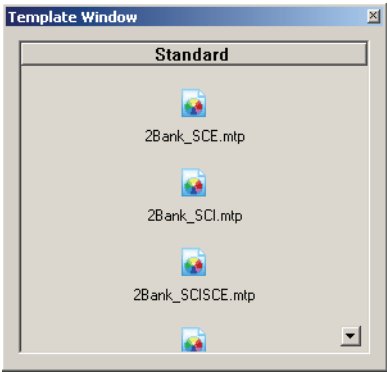 Template Window
Standard
2Bank_SCE.mtp
2Bank_SCI.mtp
2Bank_SCISCE.mtp